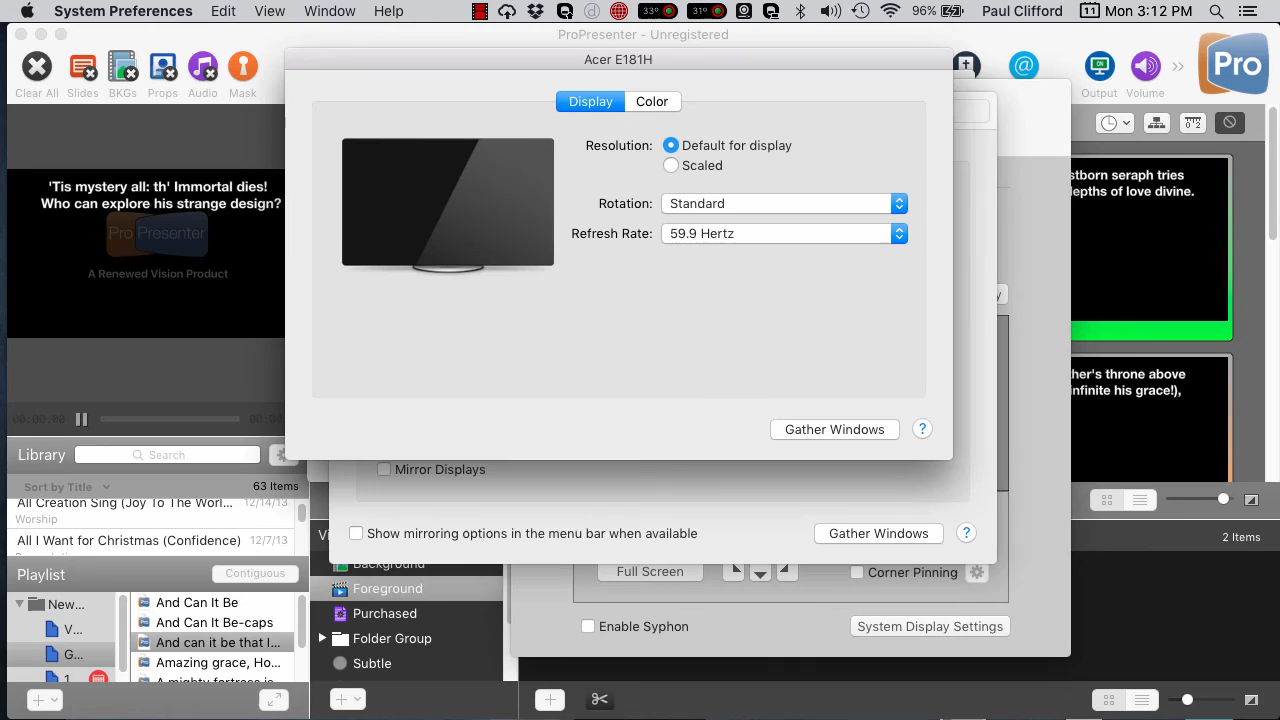 System Preferences Edit View Window Help 33° 31° 96% Paul Clifford 11 Mon 3:12 PM
ProPresenter - Unregistered
Acer E181H
Clear All Slides BKGs Props Audio Mask
Output Volume
Pro
Display Color
Resolution: Default for display
Scaled
Rotation: Standard
Refresh Rate: 59.9 Hertz
Gather Windows ?
'Tis mystery all: th' Immortal dies!
Who can explore his strange design?
ProPresenter
A Renewed Vision Product
stborn seraph tries
depths of love divine.
her's throne above
infinite his grace!),
00:00:00 00:00:
Library Search
Sort by Title 63 Items
All Creation Sing (Joy To The Worl... 12/14/13
Worship
All I Want for Christmas (Confidence) 12/7/13
Playlist Contiguous
New...
V...
G...
1
And Can It Be
And Can It Be-caps
And can it be that I...
Amazing grace, Ho...
A mighty fortress is
Mirror Displays
Show mirroring options in the menu bar when available Gather Windows ?
Background
Foreground
Purchased
Folder Group
Subtle
Full Screen Corner Pinning
Enable Syphon System Display Settings
2 Items